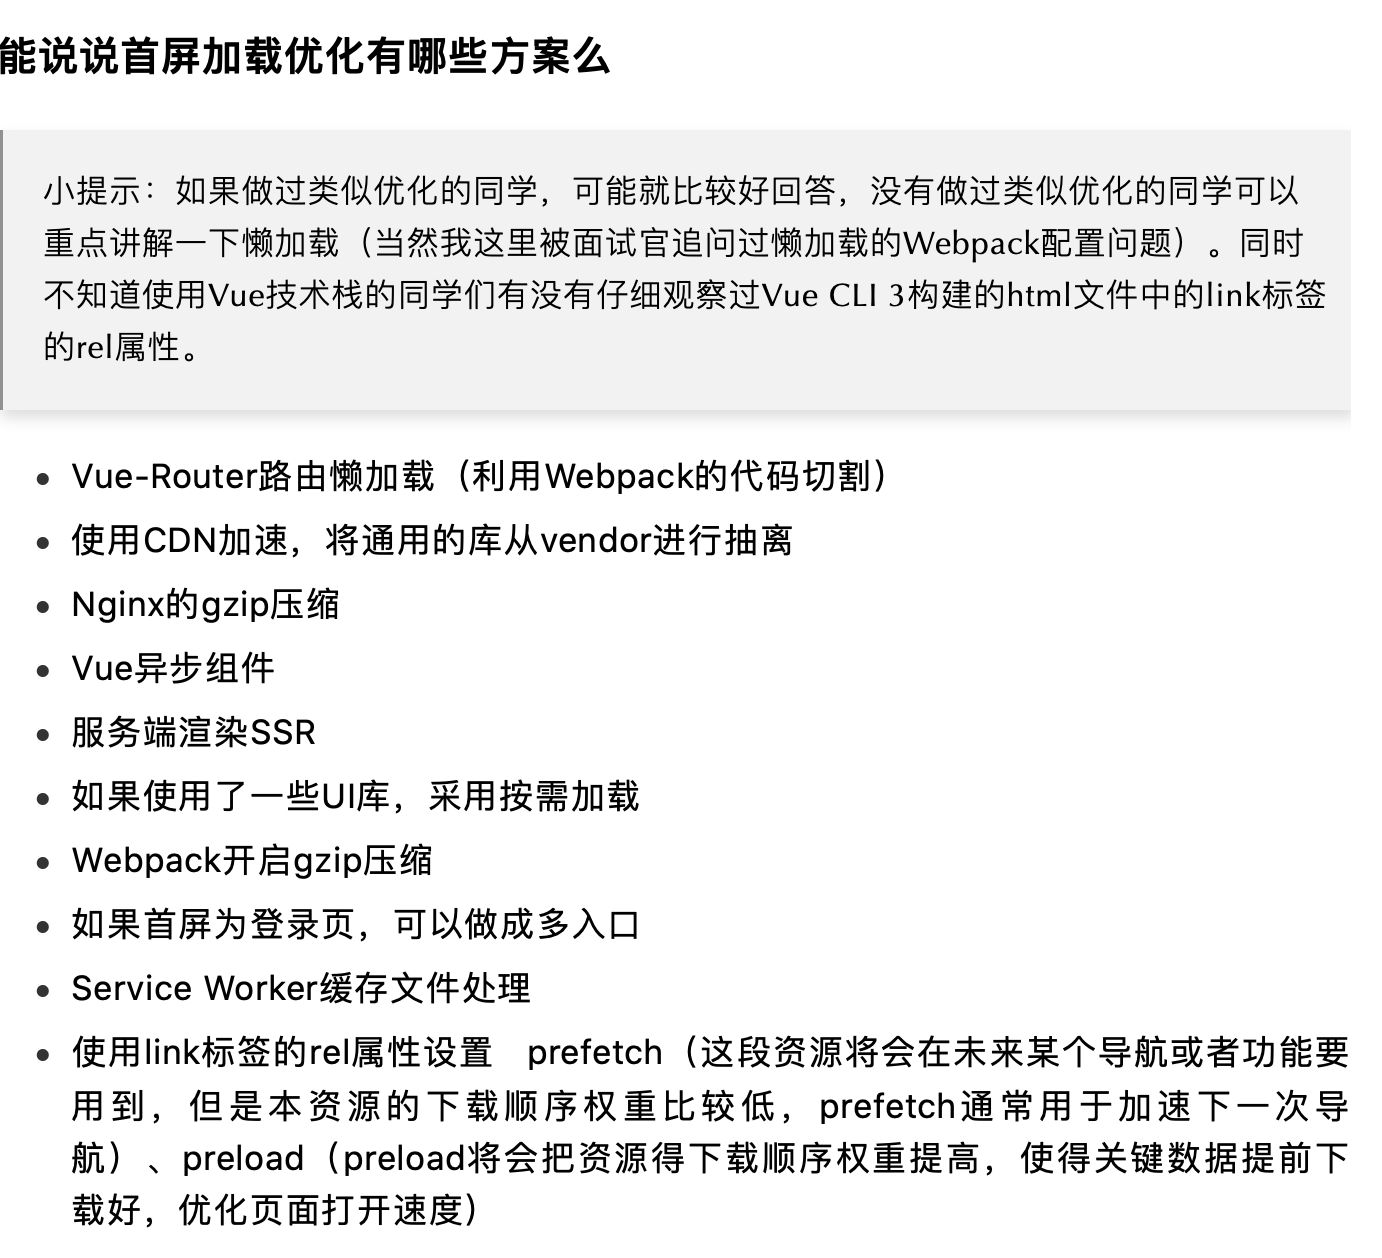 能说说首屏加载优化有哪些方案么
小提示：如果做过类似优化的同学，可能就比较好回答，没有做过类似优化的同学可以
重点讲解一下懒加载（当然我这里被面试官追问过懒加载的Webpack配置问题）。同时
不知道使用Vue技术栈的同学们有没有仔细观察过Vue CLI 3构建的html文件中的link标签
的rel属性。
Vue-Router路由懒加载（利用Webpack的代码切割）
使用CDN加速，将通用的库从vendor进行抽离
Nginx的gzip压缩
Vue异步组件
服务端渲染SSR
如果使用了一些UI库，采用按需加载
Webpack开启gzip压缩
如果首屏为登录页，可以做成多入口
Service Worker缓存文件处理
使用link标签的rel属性设置 prefetch（这段资源将会在未来某个导航或者功能要
用到，但是本资源的下载顺序权重比较低，prefetch通常用于加速下一次导
航）、preload（preload将会把资源得下载顺序权重提高，使得关键数据提前下
载好，优化页面打开速度）